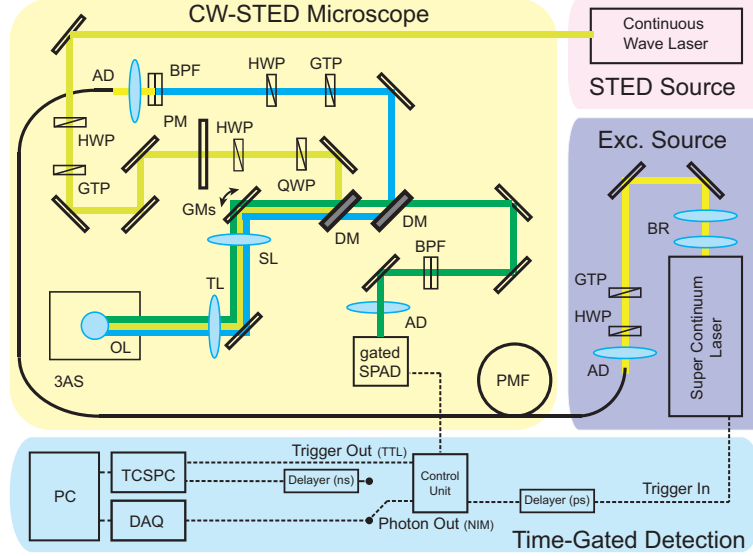 CW-STED Microscope
Continuous
Wave Laser
STED Source
AD
BPF
HWP
GTP
PM
HWP
HWP
GTP
QWP
GMs
DM
DM
SL
TL
BPF
AD
OL
3AS
gated
SPAD
PMF
Exc. Source
BR
GTP
HWP
AD
Super Continuum
Laser
Trigger Out (TTL)
TCSPC
Delayer (ns)
Control
Unit
PC
DAQ
Photon Out (NIM)
Delayer (ps)
Trigger In
Time-Gated Detection